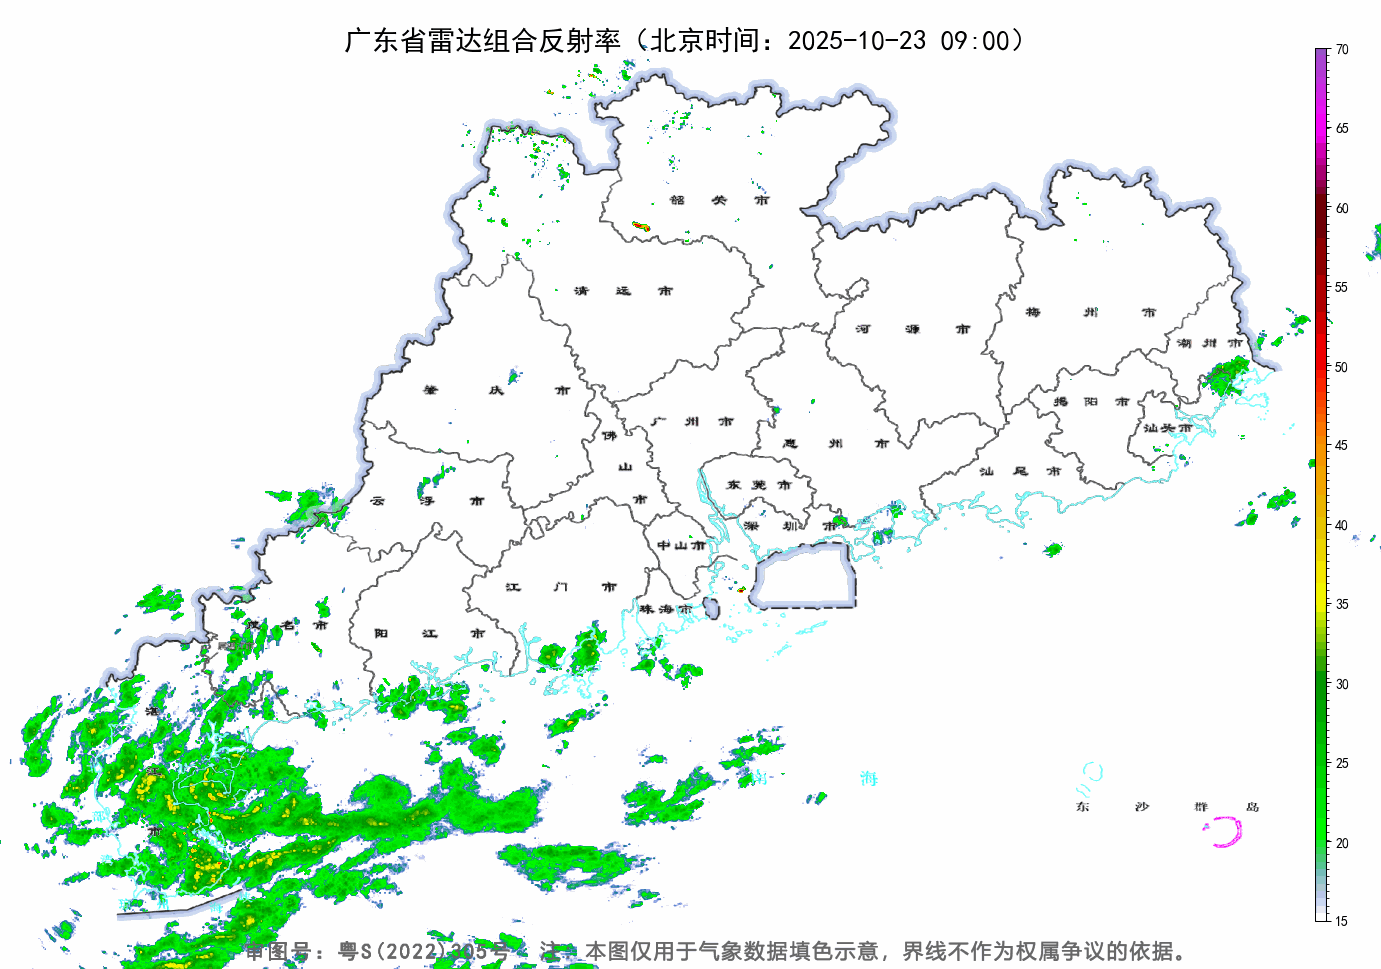 广东省雷达组合反射率（北京时间：2025-10-23 09:00）
70
65
60
55
50
45
40
35
30
25
20
15
韶 关 市
清 远 市
河 源 市
梅 州 市
潮 州 市
肇 庆 市
广 州 市
揭 阳 市
佛 山 市
惠 州 市
汕头市
汕 尾 市
东 莞 市
云 浮 市
深 圳 市
中山市
江 门 市
珠海市
茂 名 市
阳 江 市
湛 江 市
南 海
东 沙 群 岛
审图号：粤S(2022)305号 注：本图仅用于气象数据填色示意，界线不作为权属争议的依据。